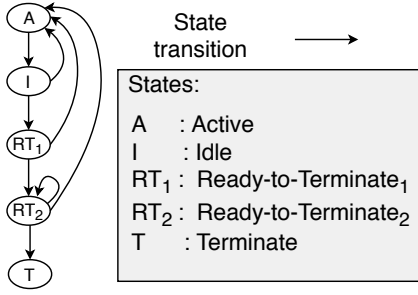 A
I
RT1
RT2
T
State
transition
States:
A : Active
I : Idle
RT1 : Ready-to-Terminate1
RT2 : Ready-to-Terminate2
T : Terminate